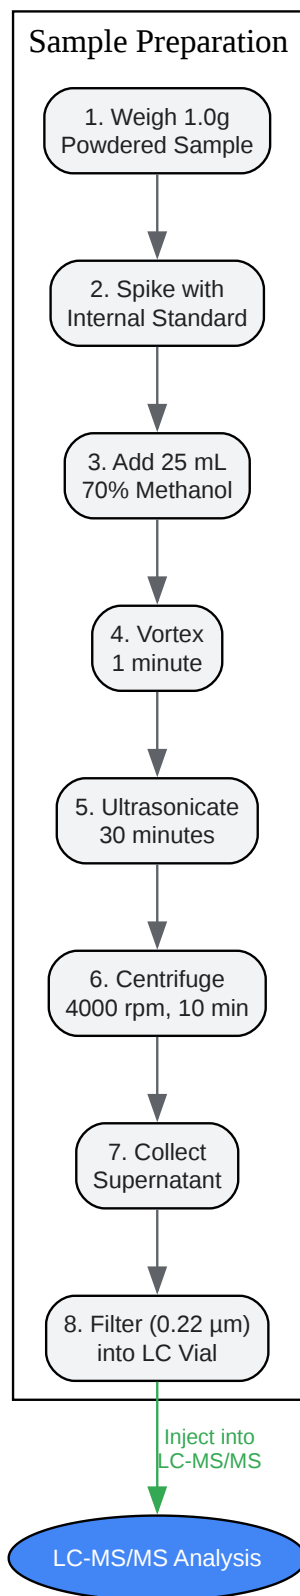 Sample Preparation
1. Weigh 1.0g
Powdered Sample
2. Spike with
Internal Standard
3. Add 25 mL
70% Methanol
4. Vortex
1 minute
5. Ultrasonicate
30 minutes
6. Centrifuge
4000 rpm, 10 min
7. Collect
Supernatant
8. Filter (0.22 µm)
into LC Vial
Inject into
LC-MS/MS
LC-MS/MS Analysis